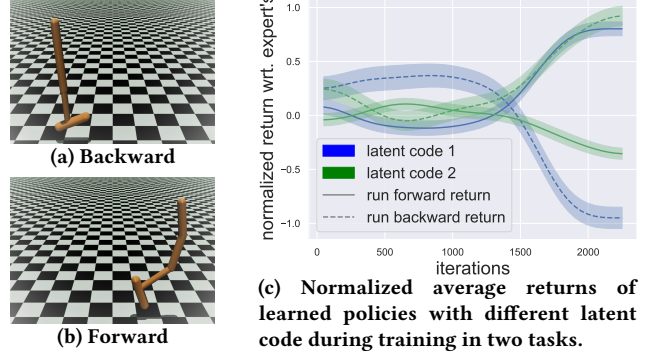 (a) Backward
(b) Forward
normalized return wrt. expert's
1.0
0.5
0.0
−0.5
−1.0
latent code 1
latent code 2
run forward return
run backward return
0 500 1000 1500 2000
iterations
(c) Normalized average returns of
learned policies with different latent
code during training in two tasks.